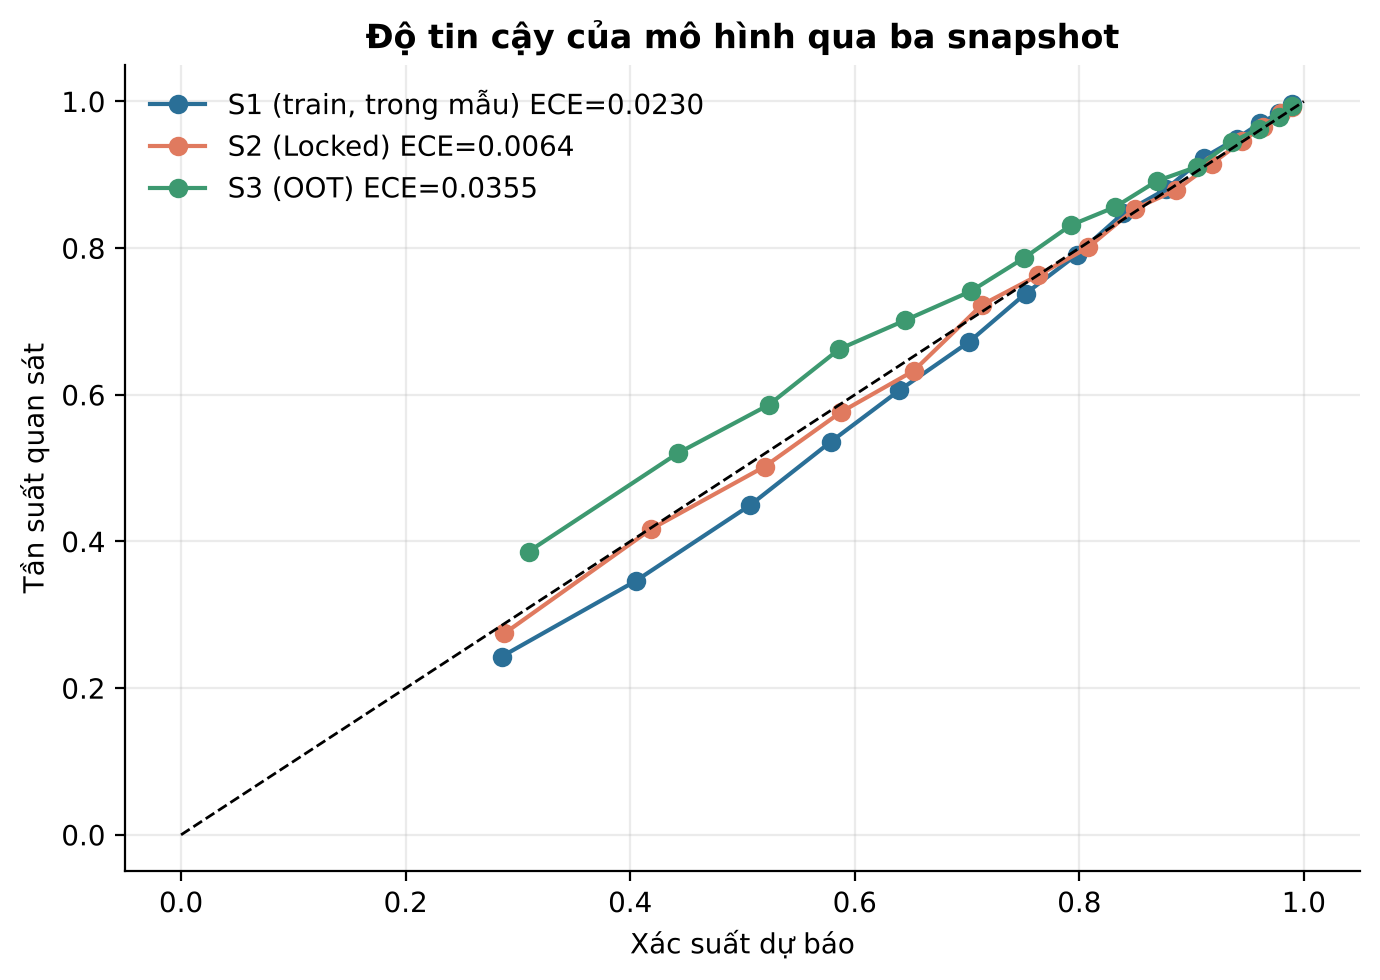 Độ tin cậy của mô hình qua ba snapshot
S1 (train, trong mẫu) ECE=0.0230
S2 (Locked) ECE=0.0064
S3 (OOT) ECE=0.0355
Tần suất quan sát
1.0
0.8
0.6
0.4
0.2
0.0
0.0 0.2 0.4 0.6 0.8 1.0
Xác suất dự báo